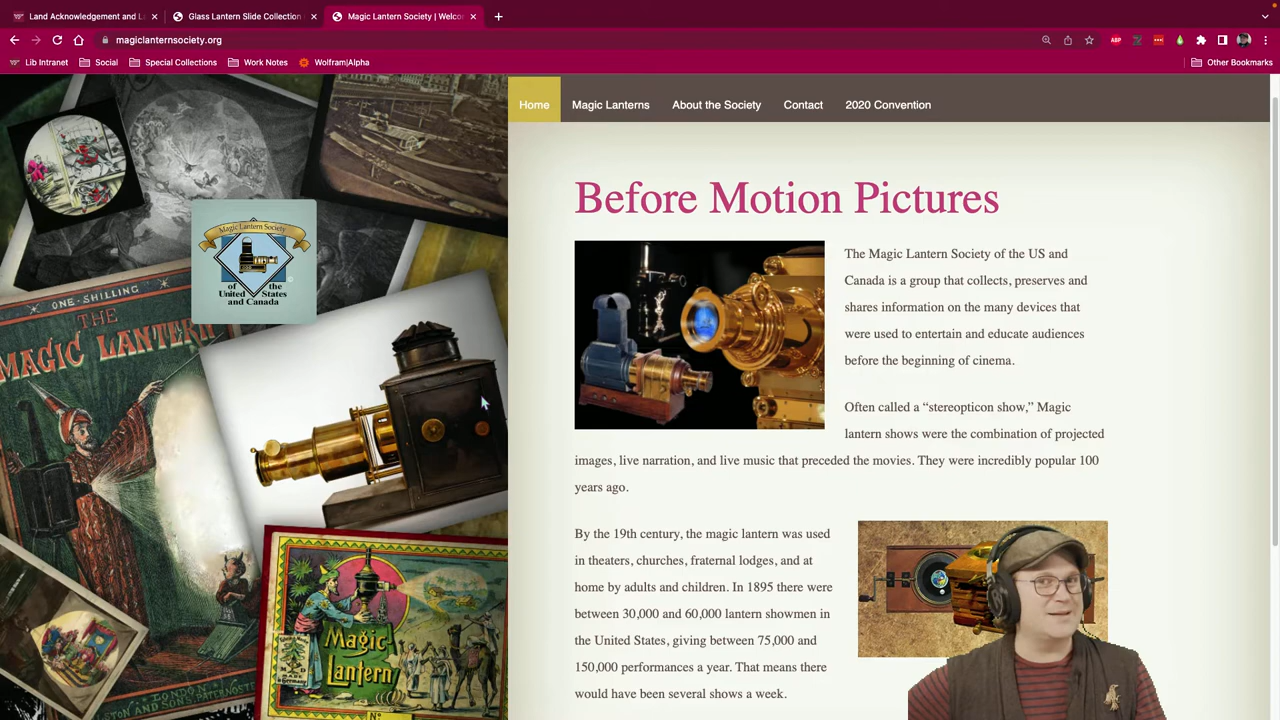 Land Acknowledgement and L
Glass Lantern Slide Collection
Magic Lantern Society | Welco
magiclanternsociety.org
ABP
Lib Intranet
Social
Special Collections
Work Notes
Wolfram|Alpha
Other Bookmarks
Home
Magic Lanterns
About the Society
Contact
2020 Convention
Magic Lantern Society
of the
United States
and Canada
ONE-SHILLING
THE
MAGIC LANTERN
LONDON
Magic
Lantern
Nº
Before Motion Pictures
The Magic Lantern Society of the US and
Canada is a group that collects, preserves and
shares information on the many devices that
were used to entertain and educate audiences
before the beginning of cinema.
Often called a “stereopticon show,” Magic
lantern shows were the combination of projected
images, live narration, and live music that preceded the movies. They were incredibly popular 100
years ago.
By the 19th century, the magic lantern was used
in theaters, churches, fraternal lodges, and at
home by adults and children. In 1895 there were
between 30,000 and 60,000 lantern showmen in
the United States, giving between 75,000 and
150,000 performances a year. That means there
would have been several shows a week.